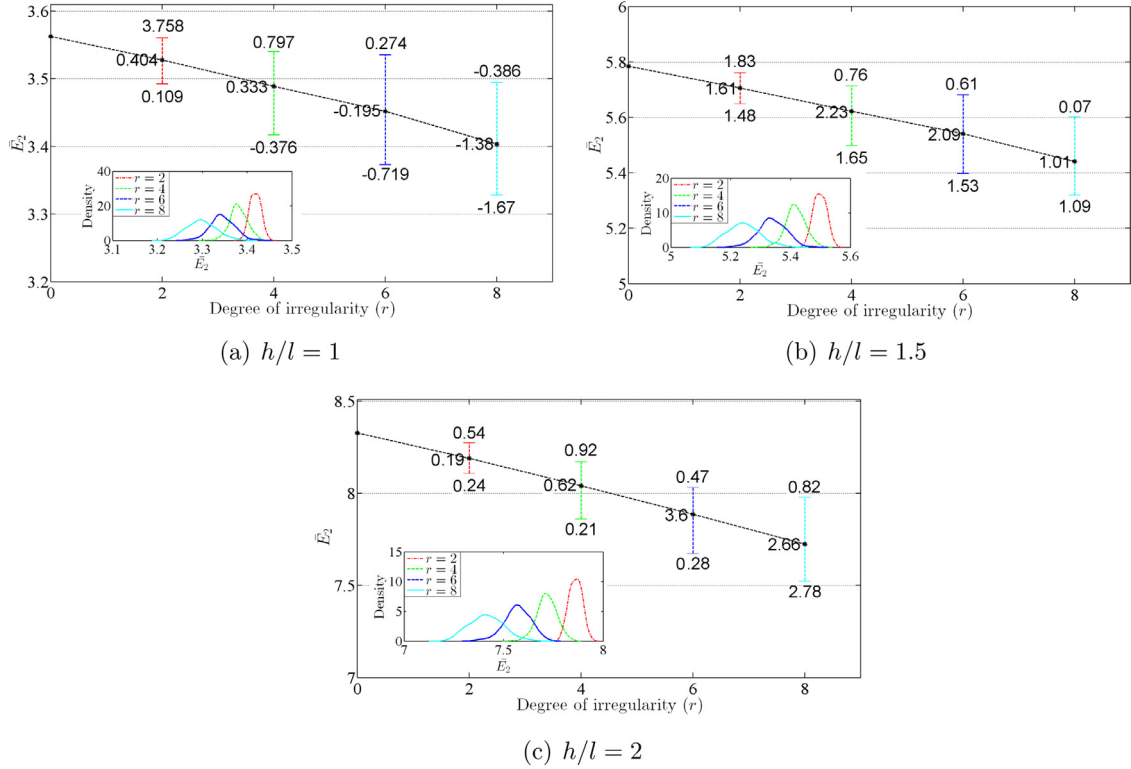 3.6
3.5
3.4
3.3
3.2
Ē₂
3.758
0.404
0.109
0.797
0.333
-0.376
0.274
-0.195
-0.719
-0.386
-1.38
-1.67
40
20
0
Density
r = 2
r = 4
r = 6
r = 8
3.1 3.2 3.3 3.4 3.5
Ē₂
0 2 4 6 8
Degree of irregularity (r)
(a) h/l = 1
6
5.8
5.6
5.4
5.2
5
Ē₂
1.83
1.61
1.48
0.76
2.23
1.65
0.61
2.09
1.53
0.07
1.01
1.09
20
10
0
Density
r = 2
r = 4
r = 6
r = 8
5 5.2 5.4 5.6
Ē₂
0 2 4 6 8
Degree of irregularity (r)
(b) h/l = 1.5
8.5
8
7.5
7
Ē₂
0.54
0.19
0.24
0.92
0.62
0.21
0.47
3.6
0.28
0.82
2.66
2.78
15
10
5
0
Density
r = 2
r = 4
r = 6
r = 8
7 7.5 8
Ē₂
0 2 4 6 8
Degree of irregularity (r)
(c) h/l = 2